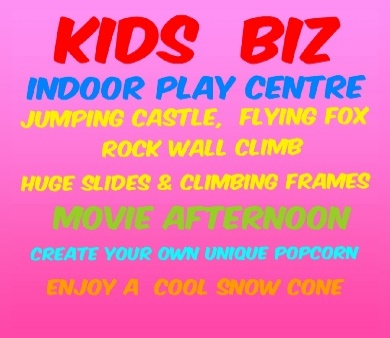 KIDS BIZ
INDOOR PLAY CENTRE
JUMPING CASTLE, FLYING FOX
ROCK WALL CLIMB
HUGE SLIDES & CLIMBING FRAMES
MOVIE AFTERNOON
CREATE YOUR OWN UNIQUE POPCORN
ENJOY A COOL SNOW CONE